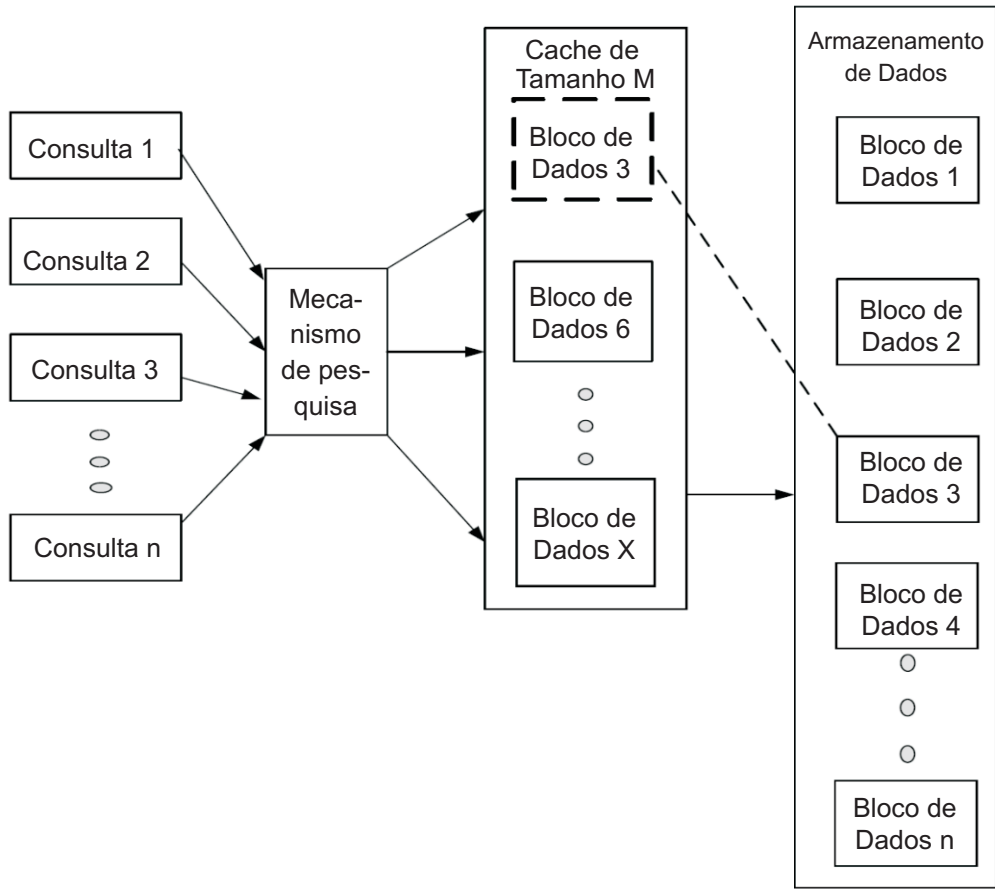 Consulta 1
Consulta 2
Consulta 3
Consulta n
Meca-
nismo
de pes-
quisa
Cache de
Tamanho M
Bloco de
Dados 3
Bloco de
Dados 6
Bloco de
Dados X
Armazenamento
de Dados
Bloco de
Dados 1
Bloco de
Dados 2
Bloco de
Dados 3
Bloco de
Dados 4
Bloco de
Dados n